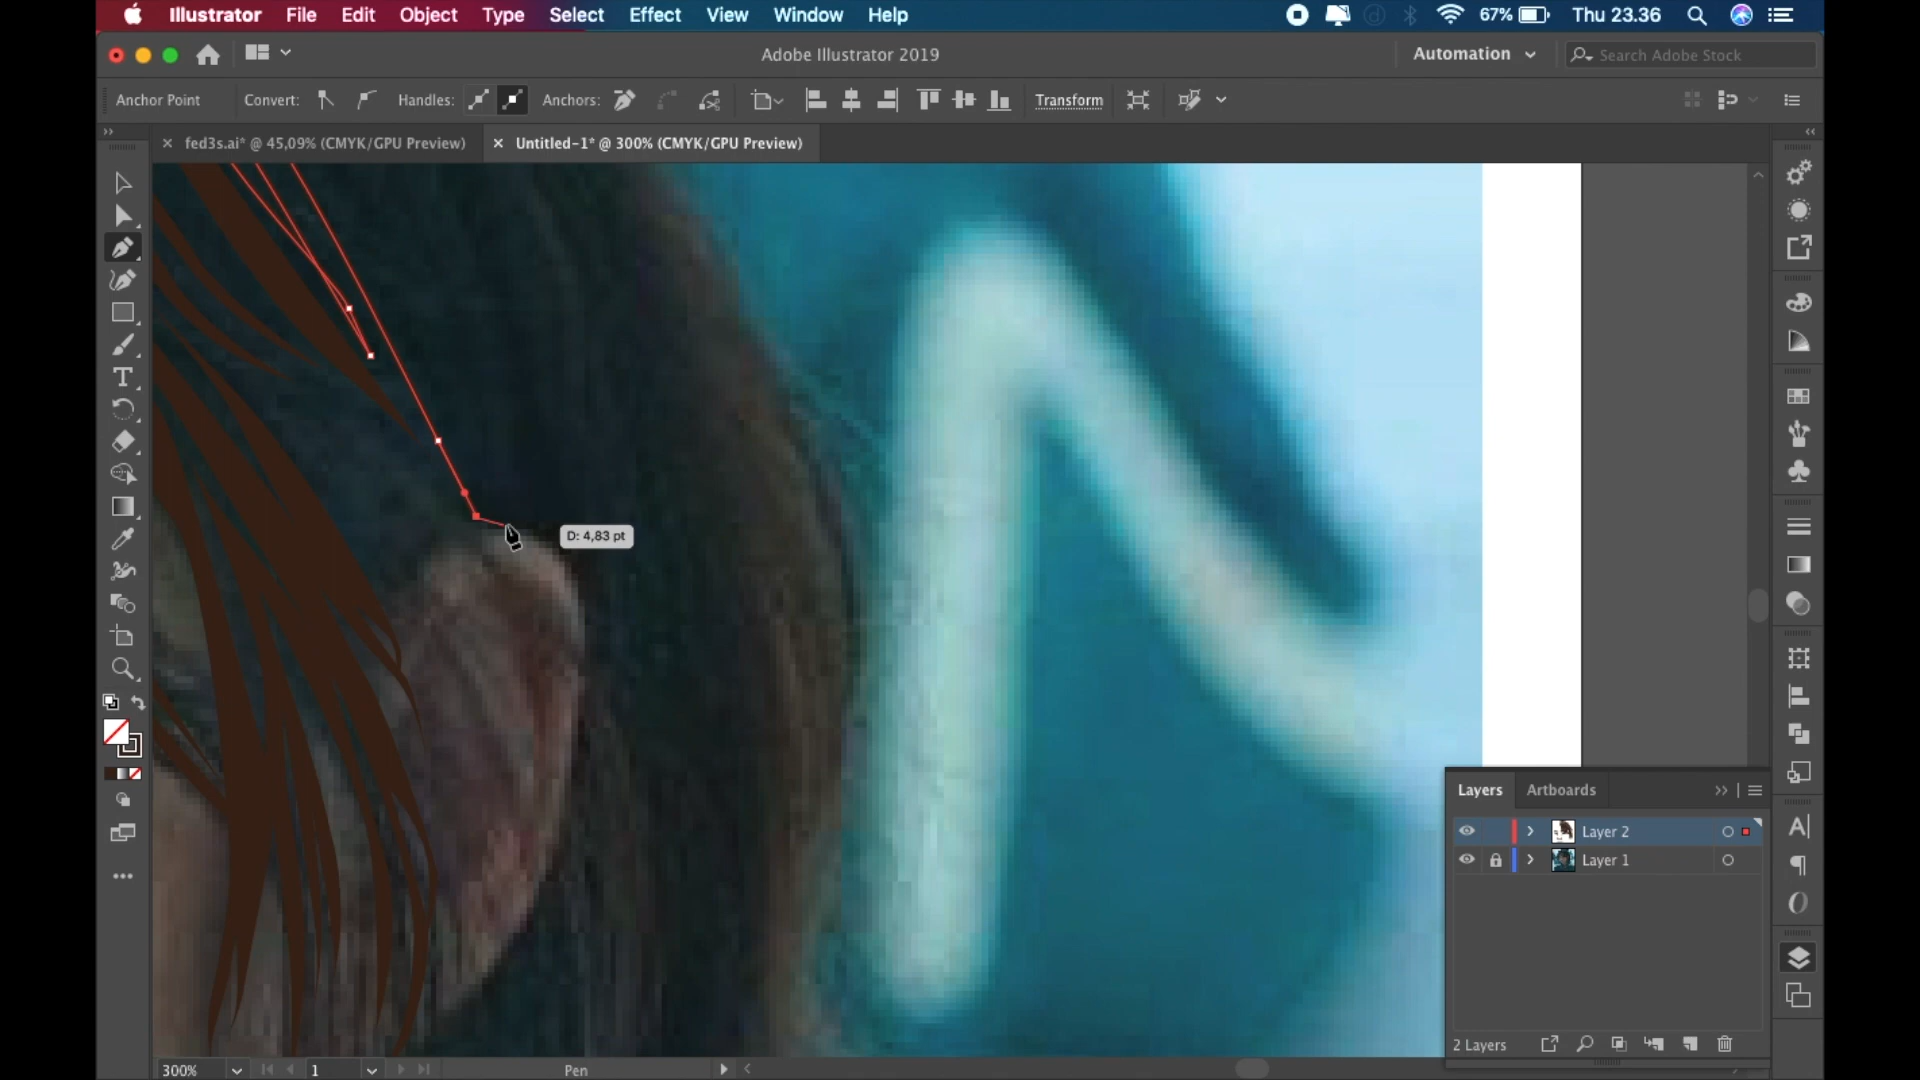 Illustrator File Edit Object Type Select Effect View Window Help 67% Thu 23.36
Adobe Illustrator 2019 Automation Search Adobe Stock
Anchor Point Convert: Handles: Anchors: Transform
fed3s.ai* @ 45,09% (CMYK/GPU Preview) Untitled-1* @ 300% (CMYK/GPU Preview)
D: 4,83 pt
Layers Artboards
Layer 2
Layer 1
2 Layers
300% 1 Pen